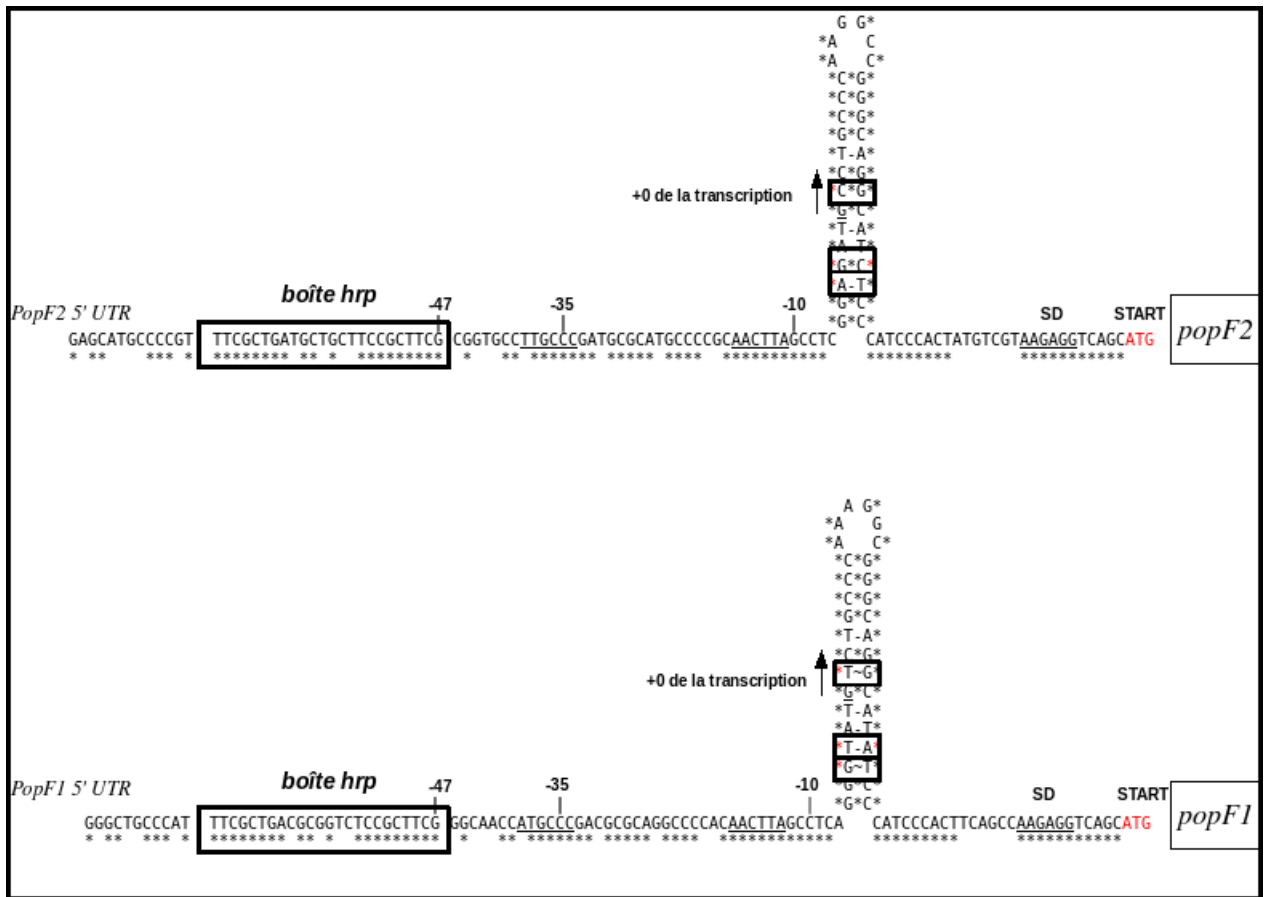 G G*
*A C
*A C*
*C*G*
*C*G*
*C*G*
*G*C*
*T-A*
*C*G*
+0 de la transcription
*C*G*
*G*C*
*T-A*
*A-T*
*G*C*
*A-T*
*G*C*
*G*C*
boîte hrp
-47 -35 -10
PopF2 5' UTR SD START
GAGCATGCCCCGT TTCGCTGATGCTGCTTCCGCTTCG CGGTGCCTTGCCCGATGCGCATGCCCCGCAACTTAGCCTC CATCCCACTATGTCGTAAGAGGTCAGCATG popF2
* ** *** * ******** ** * ********* * ** ****** ***** **** *********** ********* ***********
A G*
*A G
*A C*
*C*G*
*C*G*
*C*G*
*G*C*
*T-A*
*C*G*
+0 de la transcription
*T~G*
*G*C*
*T-A*
*A-T*
*T-A*
*G~T*
*G*C*
*G*C*
boîte hrp
-47 -35 -10
PopF1 5' UTR SD START
GGGCTGCCCAT TTCGCTGACGCGGTCTCCGCTTCG GGCAACCATGCCCGACGCGCAGGCCCCACAACTTAGCCTCA CATCCCACTTCAGCCAAGAGGTCAGCATG popF1
* ** *** * ******** ** * ********* * ** ****** ***** **** ************ ********* ***********